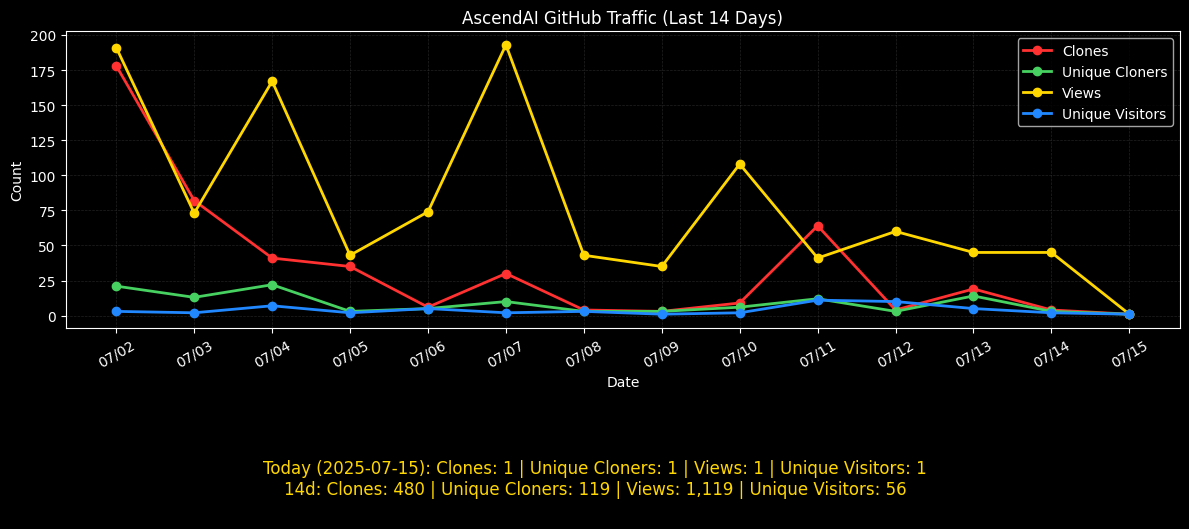 AscendAI GitHub Traffic (Last 14 Days)
Clones
Unique Cloners
Views
Unique Visitors
Count
200
175
150
125
100
75
50
25
0
07/02 07/03 07/04 07/05 07/06 07/07 07/08 07/09 07/10 07/11 07/12 07/13 07/14 07/15
Date
Today (2025-07-15): Clones: 1 | Unique Cloners: 1 | Views: 1 | Unique Visitors: 1
14d: Clones: 480 | Unique Cloners: 119 | Views: 1,119 | Unique Visitors: 56